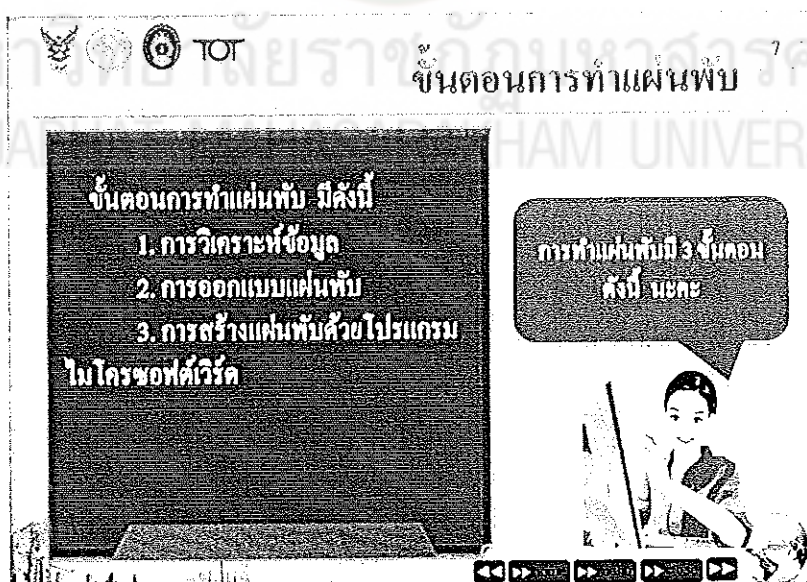 TOT
7
ขั้นตอนการทำแผ่นพับ
ขั้นตอนการทำแผ่นพับ มีดังนี้
1. การวิเคราะห์ข้อมูล
2. การออกแบบแผ่นพับ
3. การสร้างแผ่นพับด้วยโปรแกรม
ไมโครซอฟต์เวิร์ด
การทำแผ่นพับมี 3 ขั้นตอน
ดังนี้ นะคะ